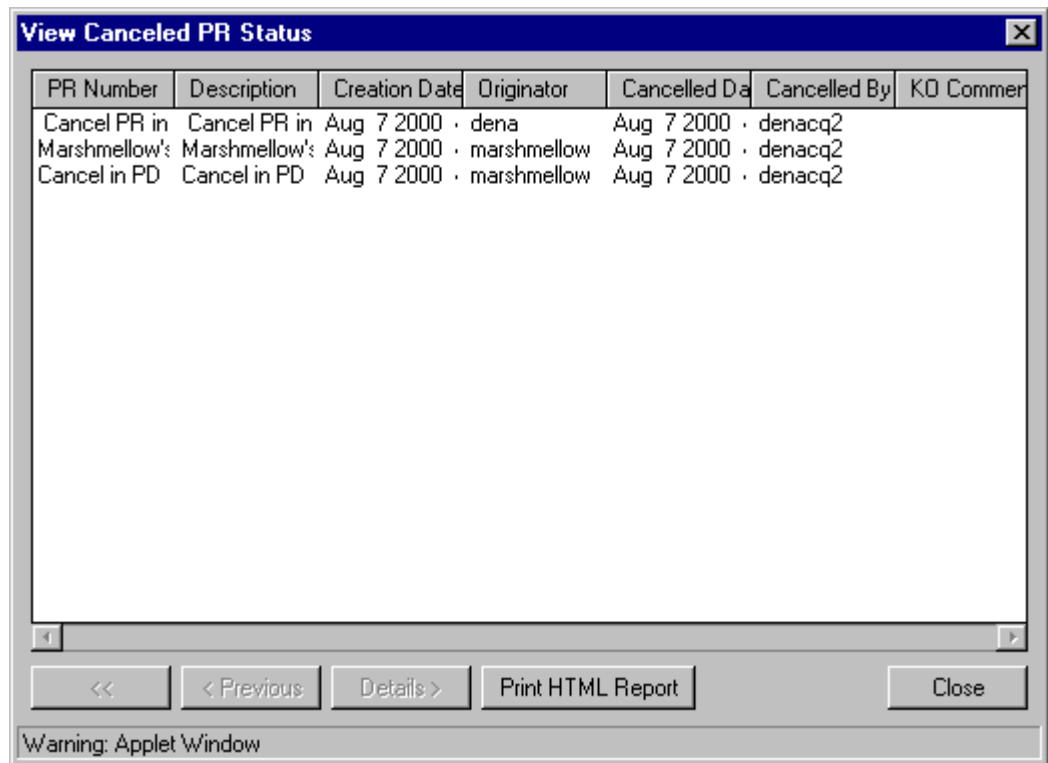 View Canceled PR Status
PR Number Description Creation Date Originator Cancelled Da Cancelled By KO Commen
Cancel PR in Cancel PR in Aug 7 2000 dena Aug 7 2000 denacq2
Marshmellow's Marshmellow's Aug 7 2000 marshmellow Aug 7 2000 denacq2
Cancel in PD Cancel in PD Aug 7 2000 marshmellow Aug 7 2000 denacq2
<< < Previous Details > Print HTML Report Close
Warning: Applet Window